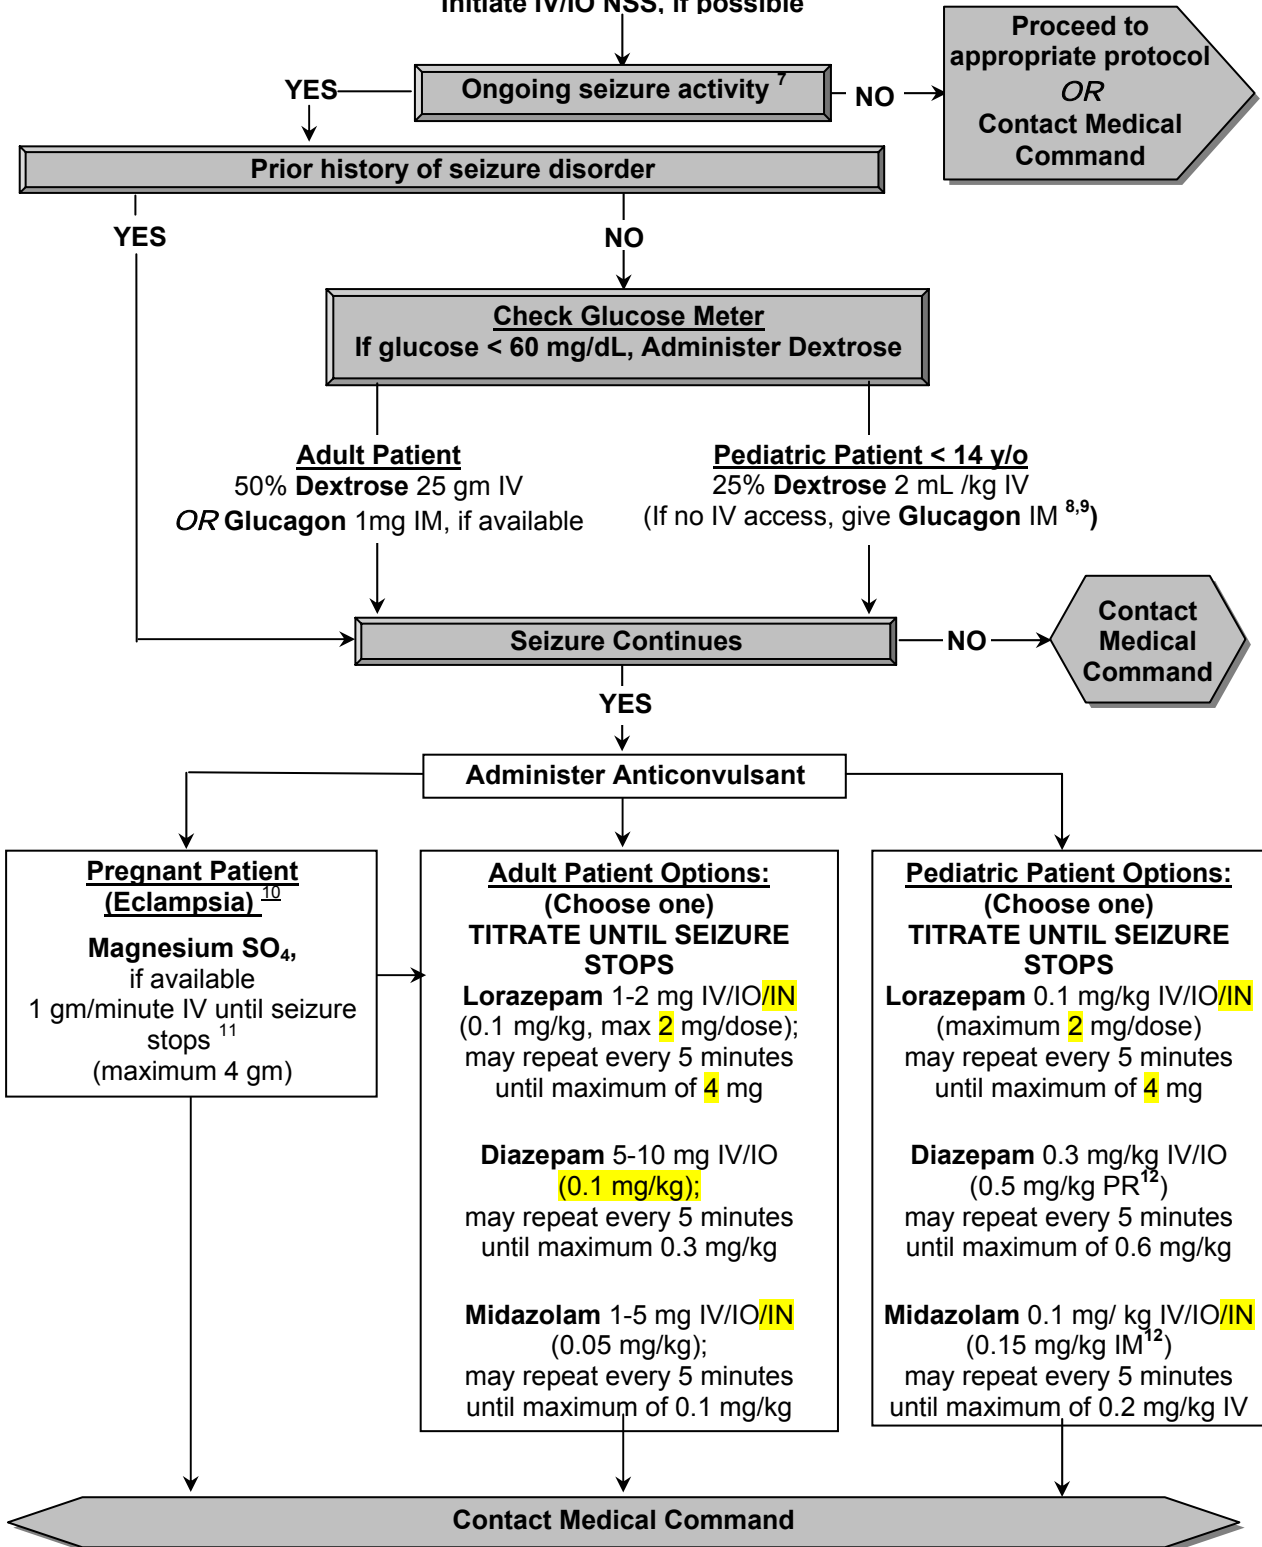 Initiate IV/IO NSS, if possible
Proceed to
appropriate protocol
OR
Contact Medical
Command
YES
Ongoing seizure activity 7
NO
Prior history of seizure disorder
YES
NO
Check Glucose Meter
If glucose < 60 mg/dL, Administer Dextrose
Adult Patient
50% Dextrose 25 gm IV
OR Glucagon 1mg IM, if available
Pediatric Patient < 14 y/o
25% Dextrose 2 mL /kg IV
(If no IV access, give Glucagon IM 8,9)
Seizure Continues
NO
Contact
Medical
Command
YES
Administer Anticonvulsant
Pregnant Patient
(Eclampsia) 10
Magnesium SO4,
if available
1 gm/minute IV until seizure
stops 11
(maximum 4 gm)
Adult Patient Options:
(Choose one)
TITRATE UNTIL SEIZURE
STOPS
Lorazepam 1-2 mg IV/IO/IN
(0.1 mg/kg, max 2 mg/dose);
may repeat every 5 minutes
until maximum of 4 mg
Diazepam 5-10 mg IV/IO
(0.1 mg/kg);
may repeat every 5 minutes
until maximum 0.3 mg/kg
Midazolam 1-5 mg IV/IO/IN
(0.05 mg/kg);
may repeat every 5 minutes
until maximum of 0.1 mg/kg
Pediatric Patient Options:
(Choose one)
TITRATE UNTIL SEIZURE
STOPS
Lorazepam 0.1 mg/kg IV/IO/IN
(maximum 2 mg/dose)
may repeat every 5 minutes
until maximum of 4 mg
Diazepam 0.3 mg/kg IV/IO
(0.5 mg/kg PR12)
may repeat every 5 minutes
until maximum of 0.6 mg/kg
Midazolam 0.1 mg/ kg IV/IO/IN
(0.15 mg/kg IM12)
may repeat every 5 minutes
until maximum of 0.2 mg/kg IV
Contact Medical Command